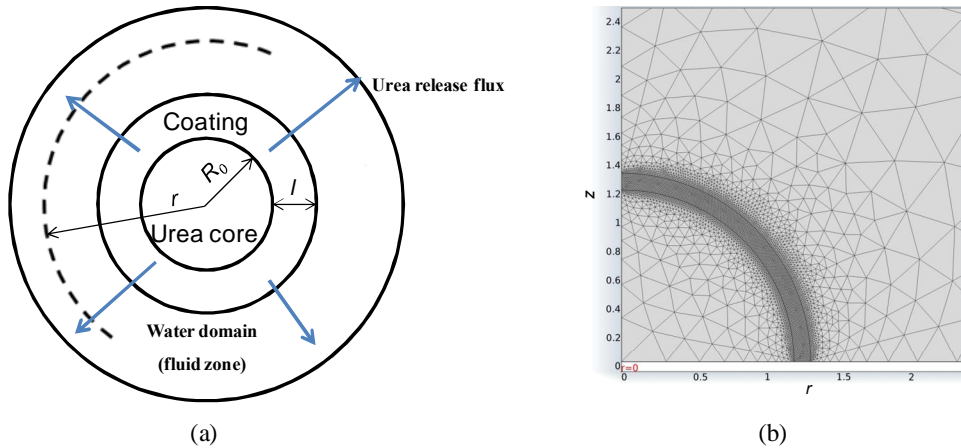 Urea release flux
Coating
R0
r
l
Urea core
Water domain
(fluid zone)
(a)
2.4
2.2
2
1.8
1.6
1.4
1.2
1
0.8
0.6
0.4
0.2
0
z
r=0
0
0.5
1
1.5
2
r
(b)